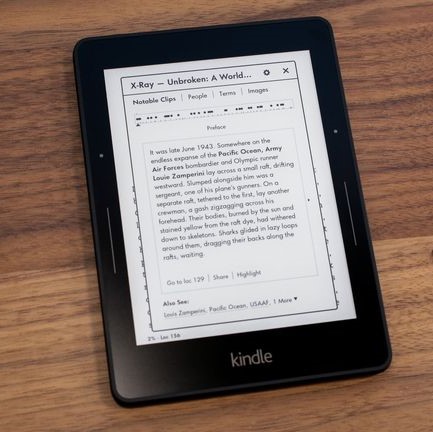 X-Ray — Unbroken: A World...
Notable Clips | People | Terms | Images
Preface
It was late June 1943. Somewhere on the
endless expanse of the Pacific Ocean, Army
Air Forces bombardier and Olympic runner
Louie Zamperini lay across a small raft, drifting
westward. Slumped alongside him was a
sergeant, one of his plane's gunners. On a
separate raft, tethered to the first, lay another
crewman, a gash zigzagging across his
forehead. Their bodies, burned by the sun and
stained yellow from the raft dye, had withered
down to skeletons. Sharks glided in lazy loops
around them, dragging their backs along the
rafts, waiting.
Go to loc 129 | Share | Highlight
Also See:
Louis Zamperini, Pacific Ocean, USAAF, 1 More
2% · Loc 156
kindle